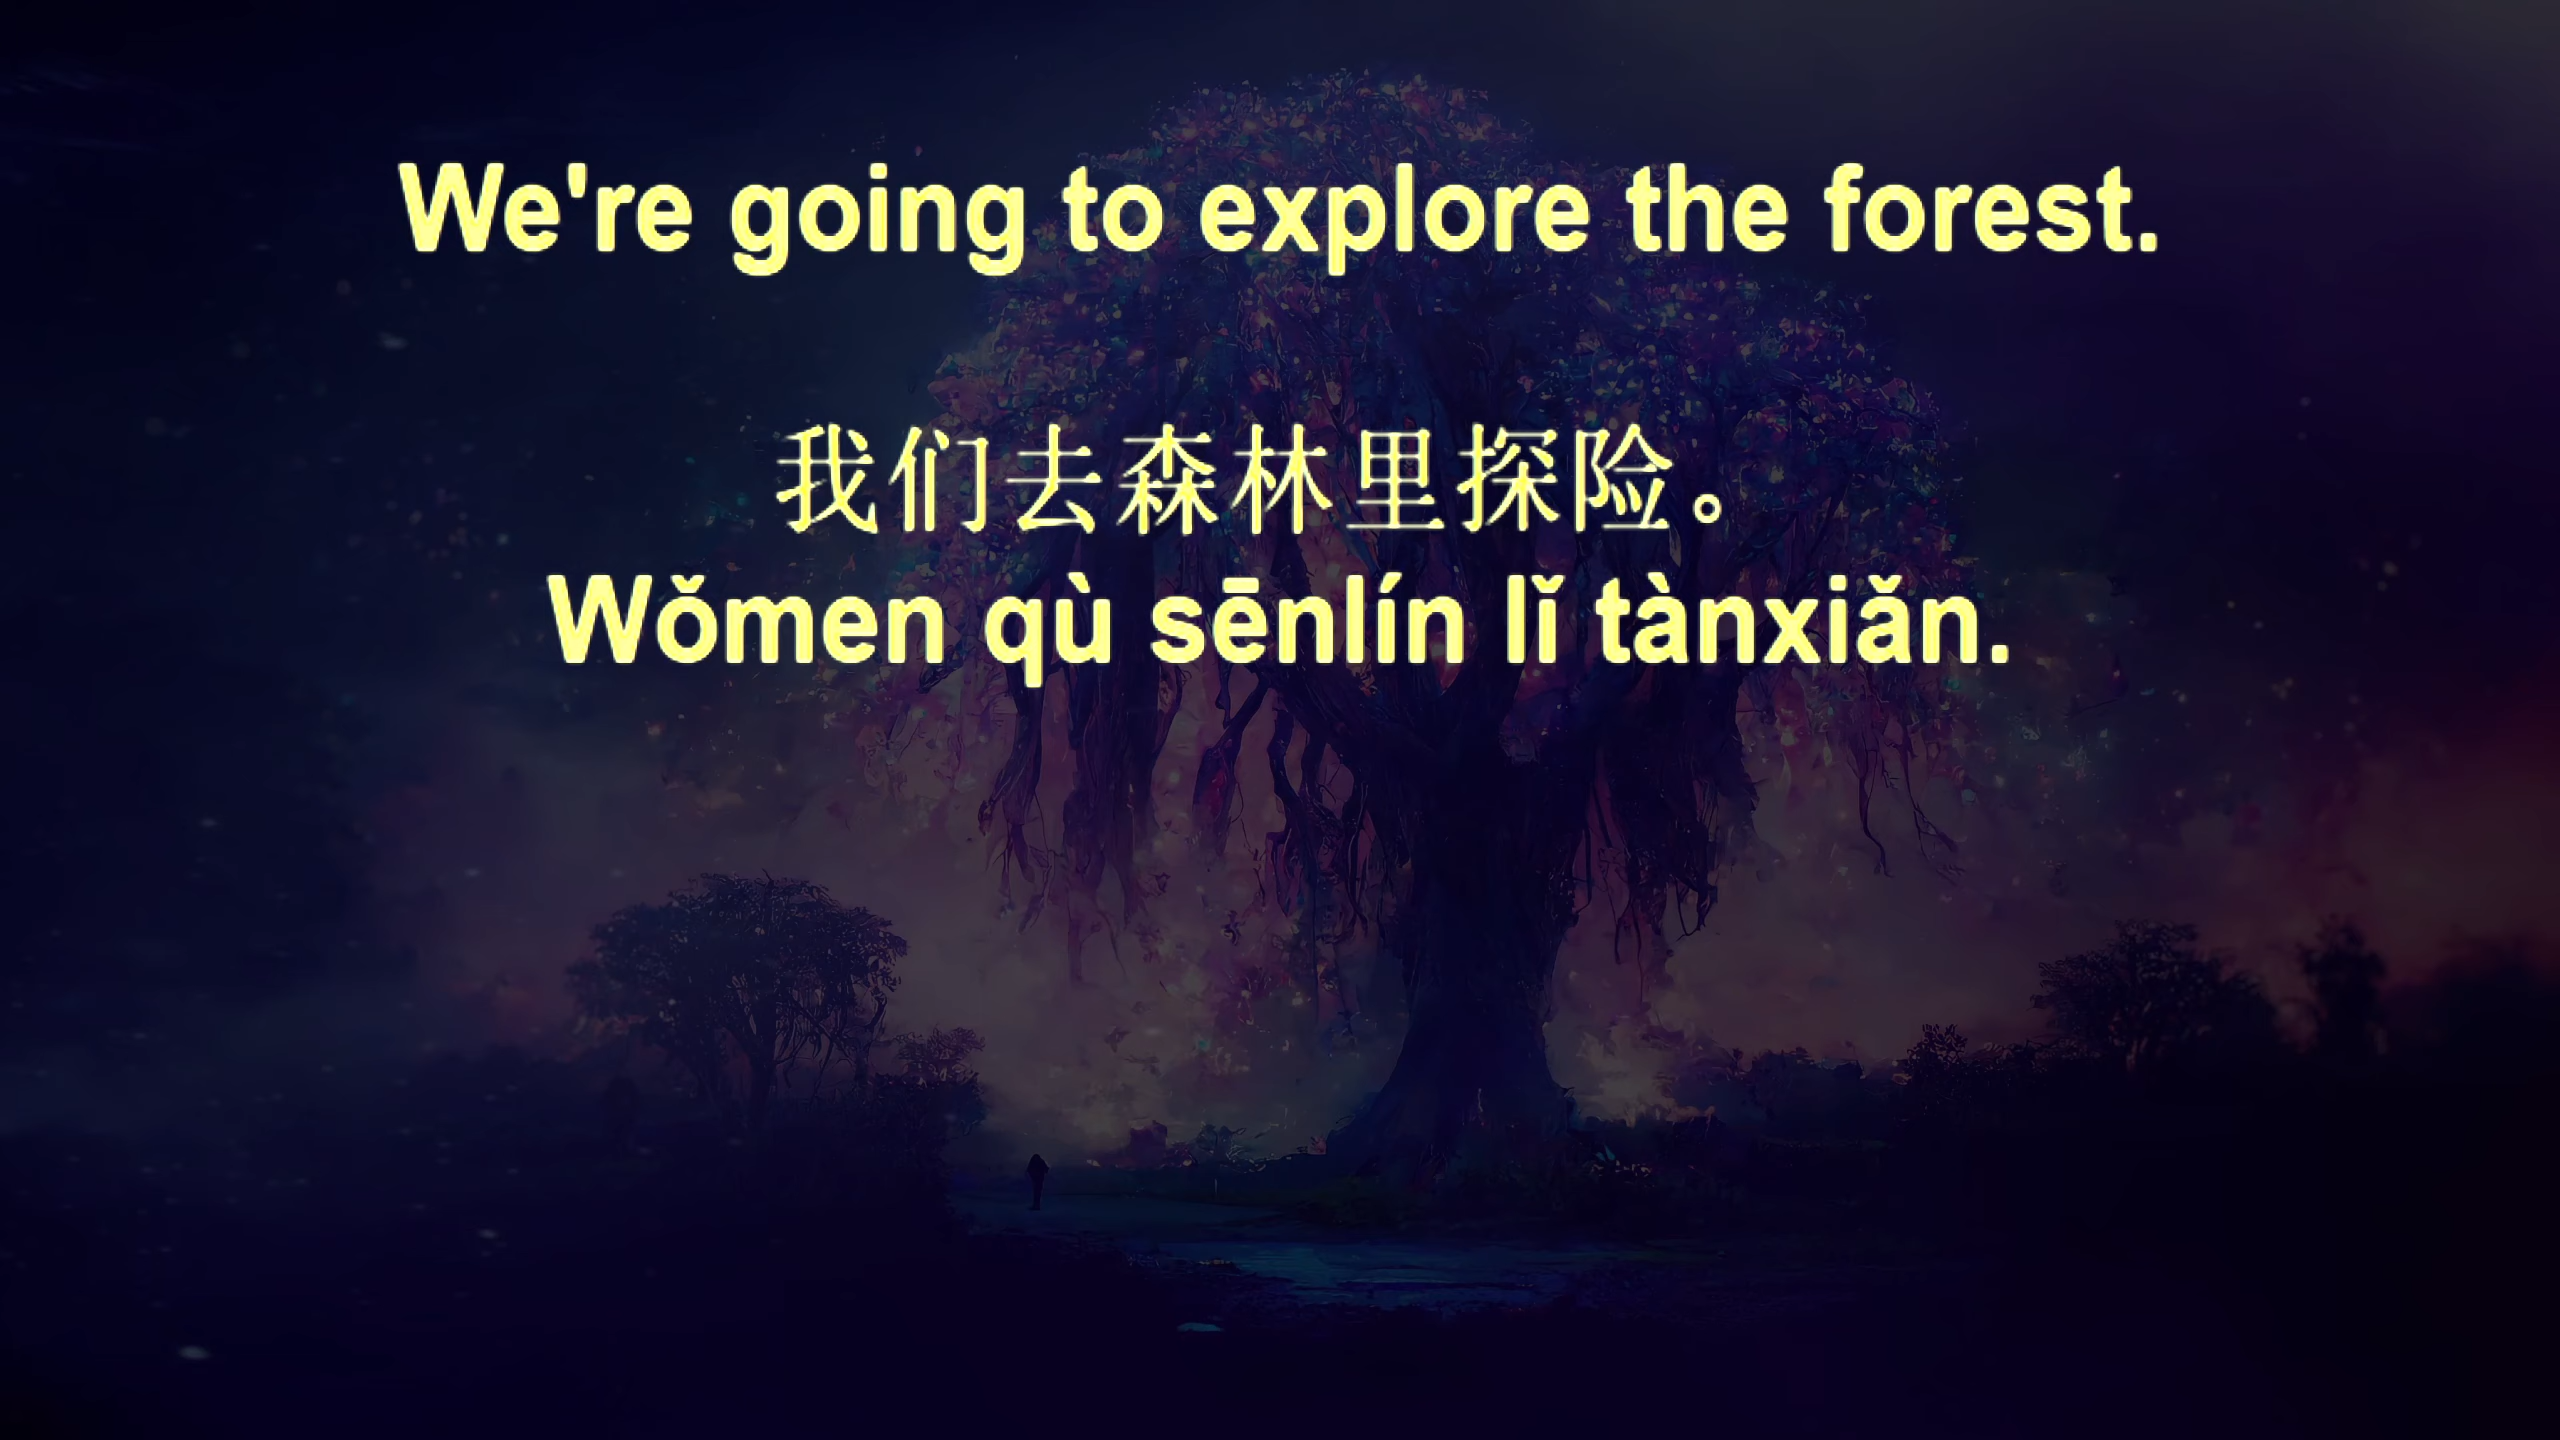 We're going to explore the forest.
我们去森林里探险。
Wǒmen qù sēnlín lǐ tànxiǎn.